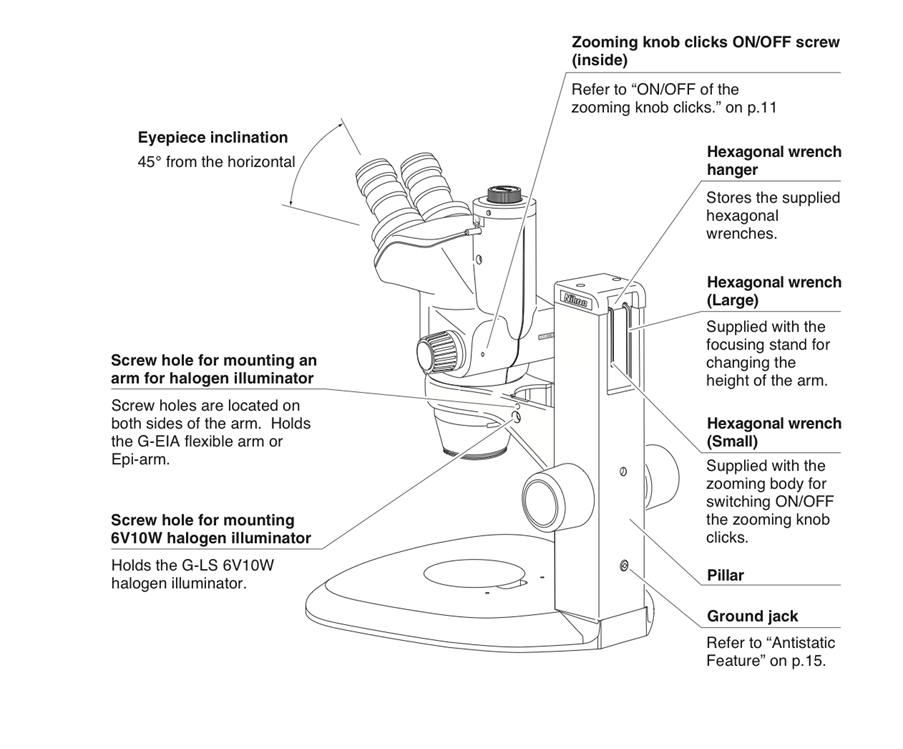 Zooming knob clicks ON/OFF screw
(inside)
Refer to “ON/OFF of the
zooming knob clicks.” on p.11
Eyepiece inclination
45° from the horizontal
Hexagonal wrench
hanger
Stores the supplied
hexagonal
wrenches.
Hexagonal wrench
(Large)
Supplied with the
focusing stand for
changing the
height of the arm.
Nikon
Screw hole for mounting an
arm for halogen illuminator
Screw holes are located on
both sides of the arm. Holds
the G-EIA flexible arm or
Epi-arm.
Hexagonal wrench
(Small)
Supplied with the
zooming body for
switching ON/OFF
the zooming knob
clicks.
Screw hole for mounting
6V10W halogen illuminator
Holds the G-LS 6V10W
halogen illuminator.
Pillar
Ground jack
Refer to “Antistatic
Feature” on p.15.